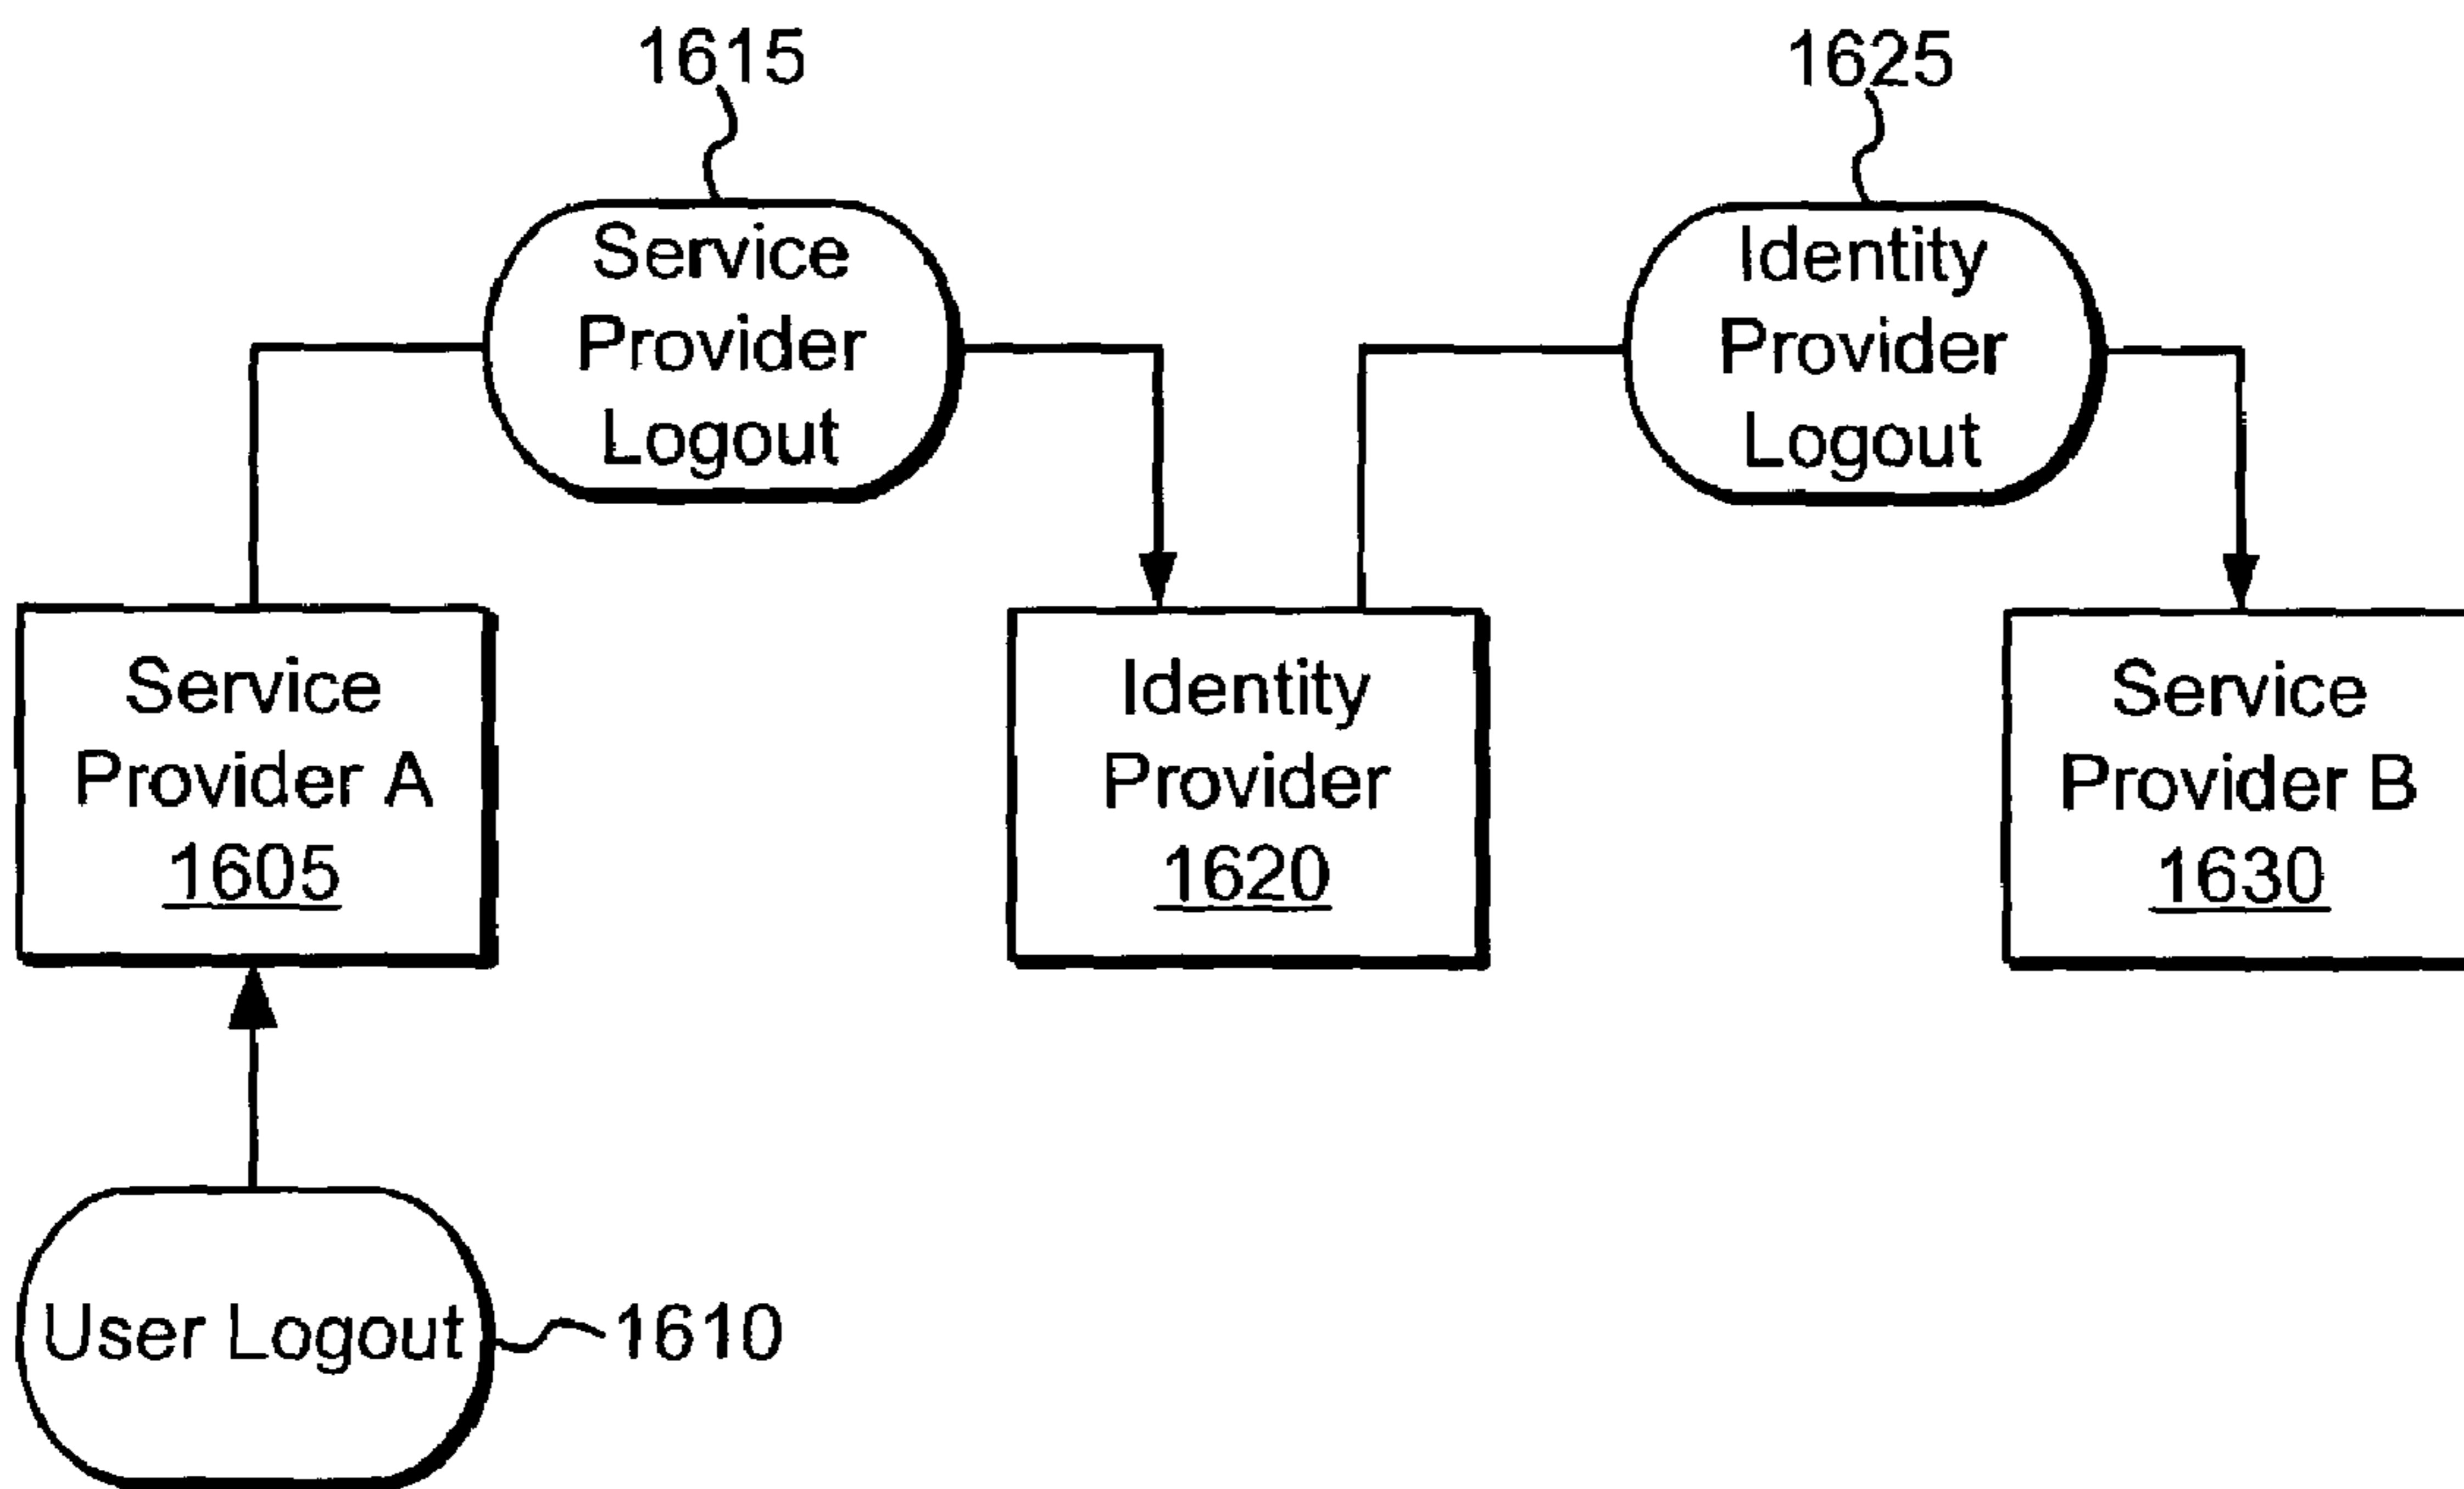 1615
1625
Service
Provider
Logout
Identity
Provider
Logout
Service
Provider A
1605
Identity
Provider
1620
Service
Provider B
1630
User Logout
1610